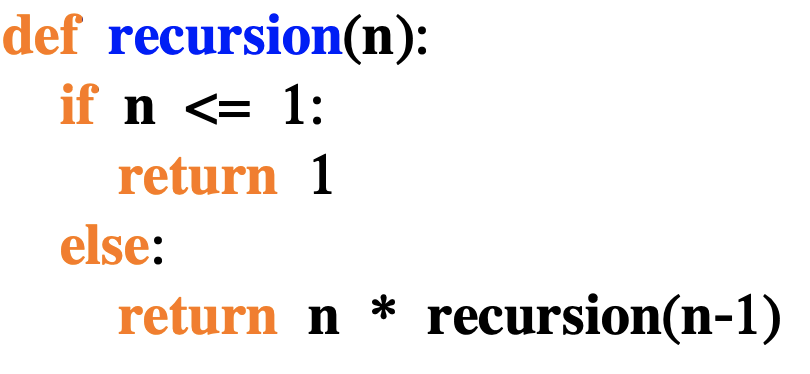 def recursion(n):
  if n <= 1:
    return 1
  else:
    return n * recursion(n-1)